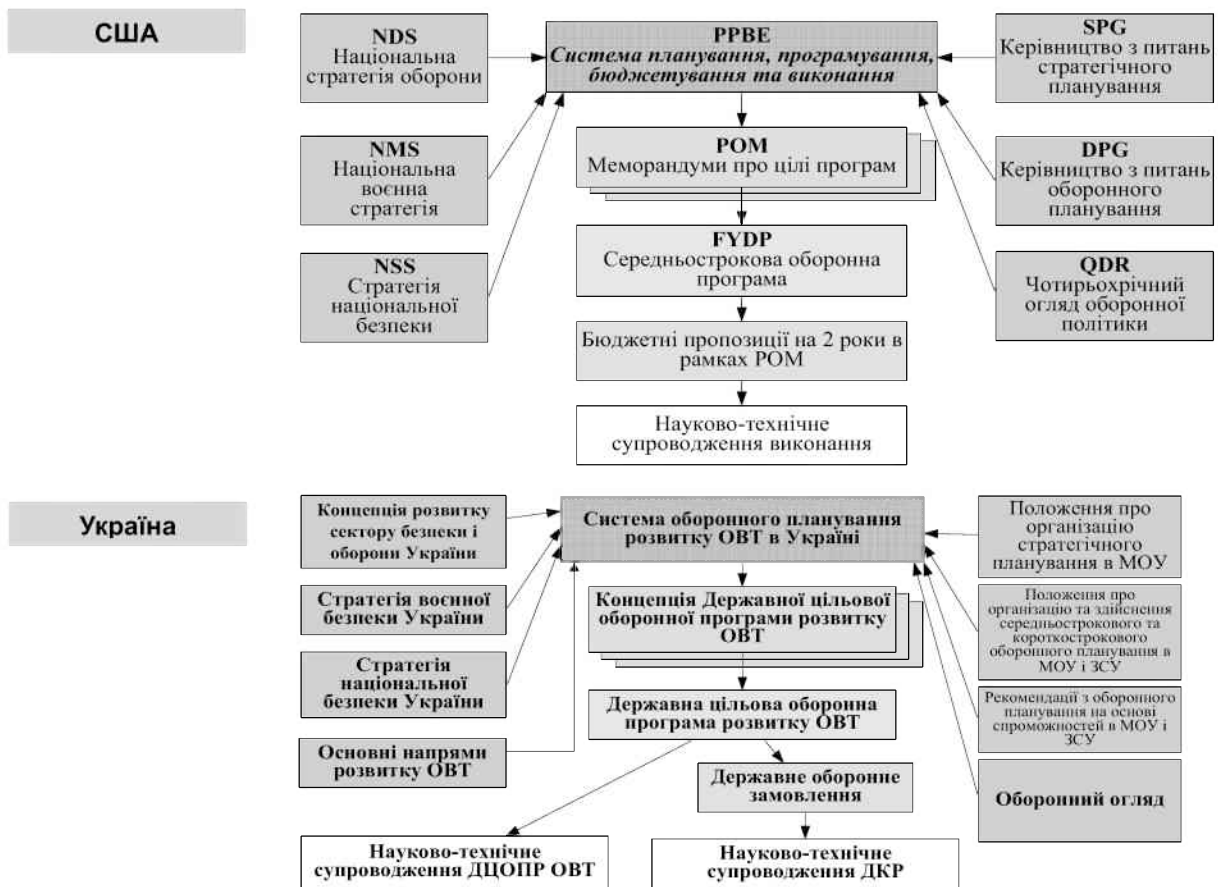 США
NDS
Національна
стратегія оборони
NMS
Національна
воєнна
стратегія
NSS
Стратегія
національної
безпеки
PPBE
Система планування, програмування,
бюджетування та виконання
POM
Меморандуми про цілі програм
FYDP
Середньострокова оборонна
програма
Бюджетні пропозиції на 2 роки в
рамках POM
Науково-технічне
супроводження виконання
SPG
Керівництво з питань
стратегічного
планування
DPG
Керівництво з питань
оборонного
планування
QDR
Чотирьохрічний
огляд оборонної
політики
Україна
Концепція розвитку
сектору безпеки і
оборони України
Стратегія воєнної
безпеки України
Стратегія
національної
безпеки України
Основні напрями
розвитку ОВТ
Система оборонного планування
розвитку ОВТ в Україні
Концепція Державної цільової
оборонної програми розвитку
ОВТ
Державна цільова оборонна
програма розвитку ОВТ
Державне оборонне
замовлення
Науково-технічне
супроводження ДЦОПР ОВТ
Науково-технічне
супроводження ДКР
Положення про
організацію
стратегічного
планування в МОУ
Положення про
організацію та здійснення
середньострокового та
короткострокового
оборонного планування в
МОУ і ЗСУ
Рекомендації з оборонного
планування на основі
спроможностей в МОУ і
ЗСУ
Оборонний огляд